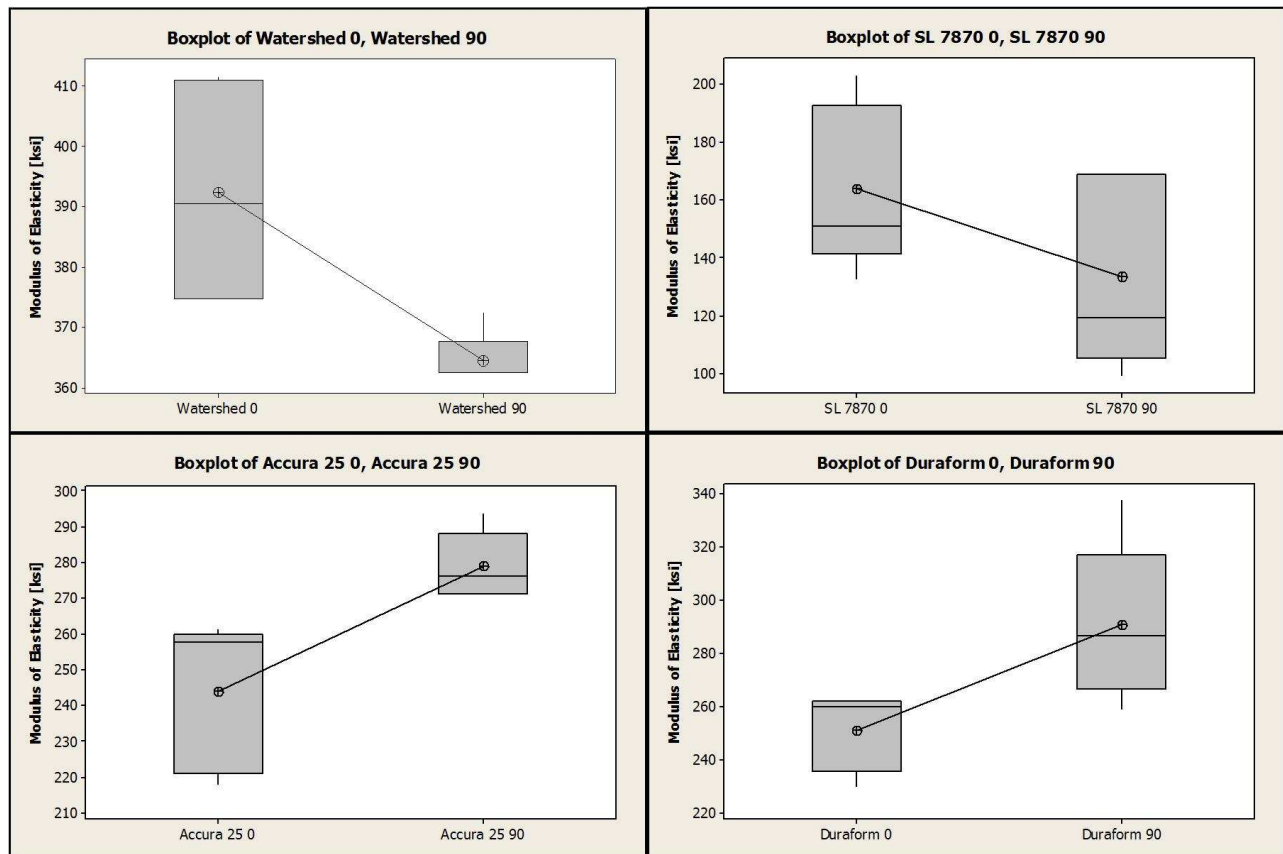 Boxplot of Watershed 0, Watershed 90
Modulus of Elasticity [ksi]
410
400
390
380
370
360
Watershed 0
Watershed 90
Boxplot of SL 7870 0, SL 7870 90
Modulus of Elasticity [ksi]
200
180
160
140
120
100
SL 7870 0
SL 7870 90
Boxplot of Accura 25 0, Accura 25 90
Modulus of Elasticity [ksi]
300
290
280
270
260
250
240
230
220
210
Accura 25 0
Accura 25 90
Boxplot of Duraform 0, Duraform 90
Modulus of Elasticity [ksi]
340
320
300
280
260
240
220
Duraform 0
Duraform 90